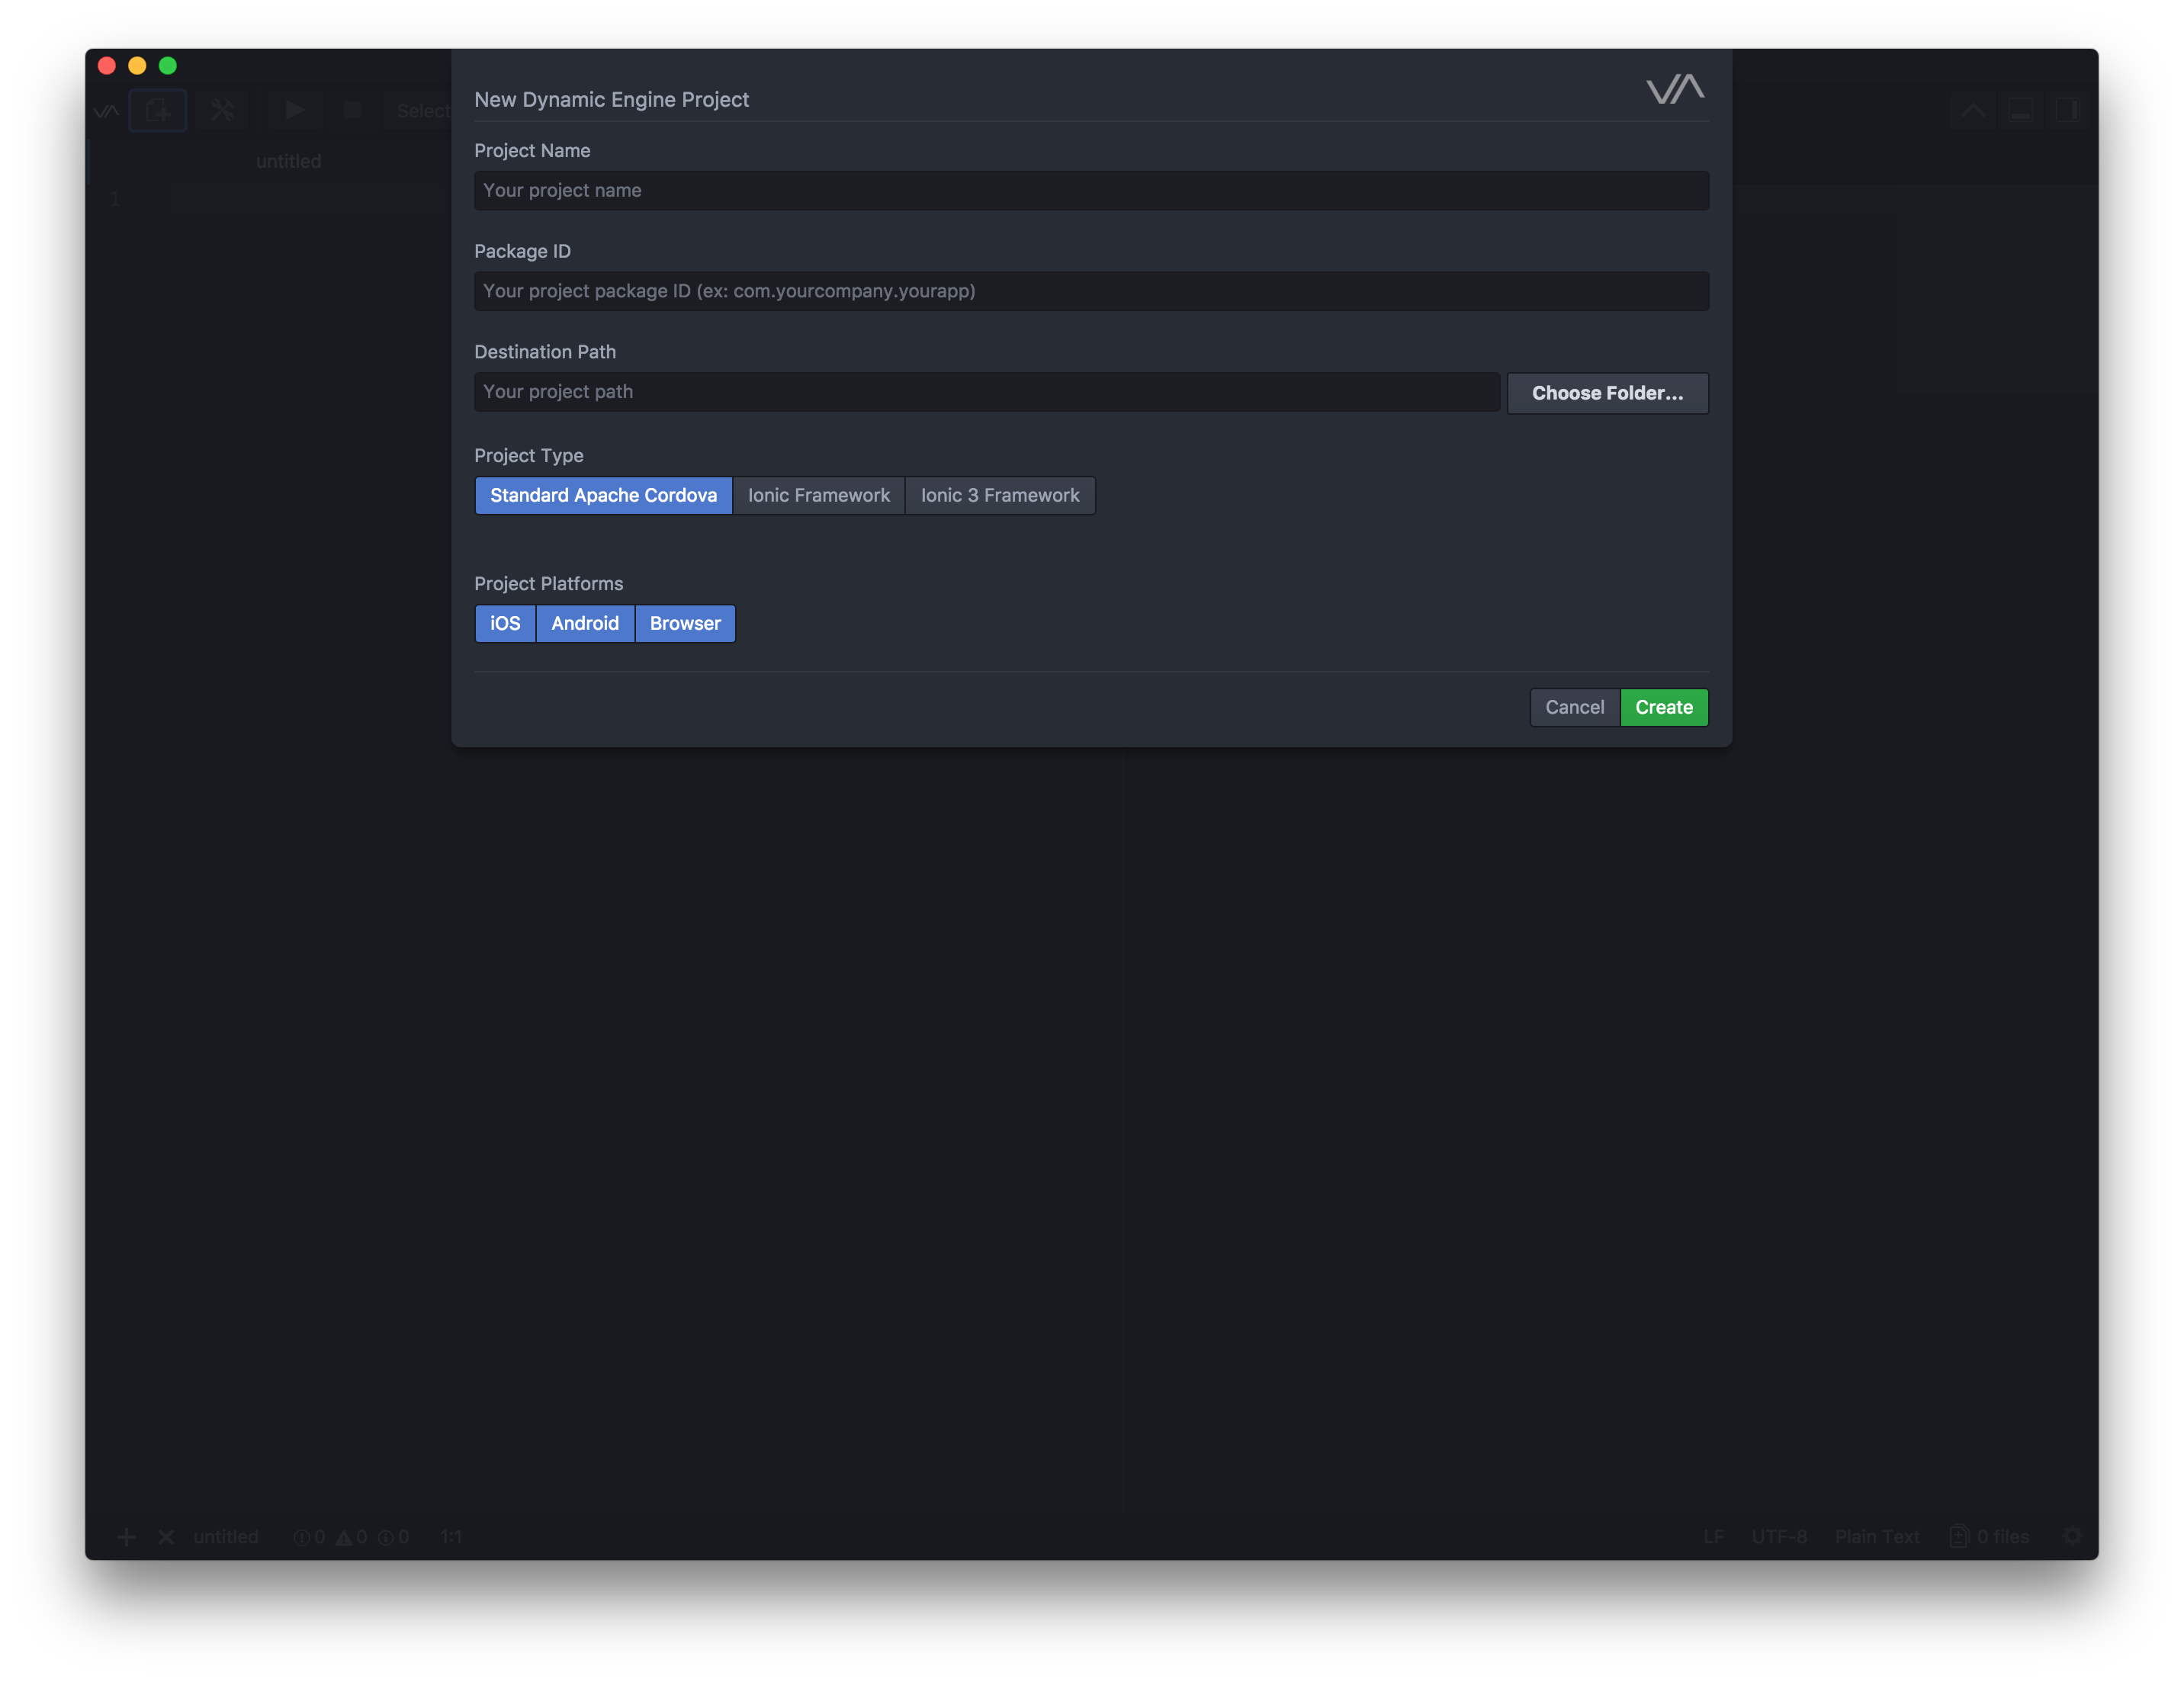 New Dynamic Engine Project
Project Name
Your project name
Package ID
Your project package ID (ex: com.yourcompany.yourapp)
Destination Path
Your project path
Choose Folder...
Project Type
Standard Apache Cordova Ionic Framework Ionic 3 Framework
Project Platforms
iOS Android Browser
Cancel Create
Select
untitled
1
untitled 0 0 0 1:1
LF UTF-8 Plain Text 0 files